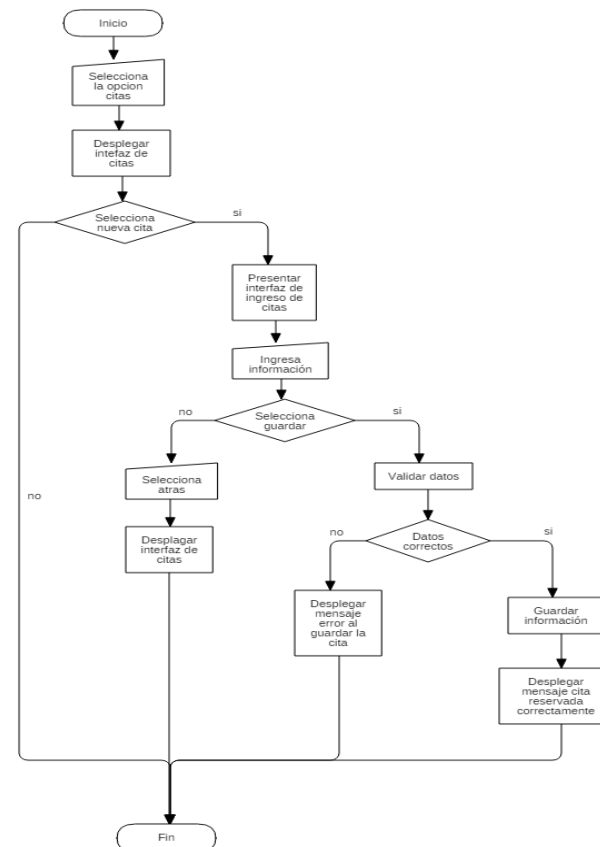 Inicio
Selecciona
la opcion
citas
Desplegar
intefaz de
citas
Selecciona
nueva cita
si
Presentar
interfaz de
ingreso de
citas
Ingresa
información
no
Selecciona
guardar
si
no
Selecciona
atras
Validar datos
Desplagar
interfaz de
citas
no
Datos
correctos
si
Desplegar
mensaje
error al
guardar la
cita
Guardar
información
Desplegar
mensaje cita
reservada
correctamente
Fin